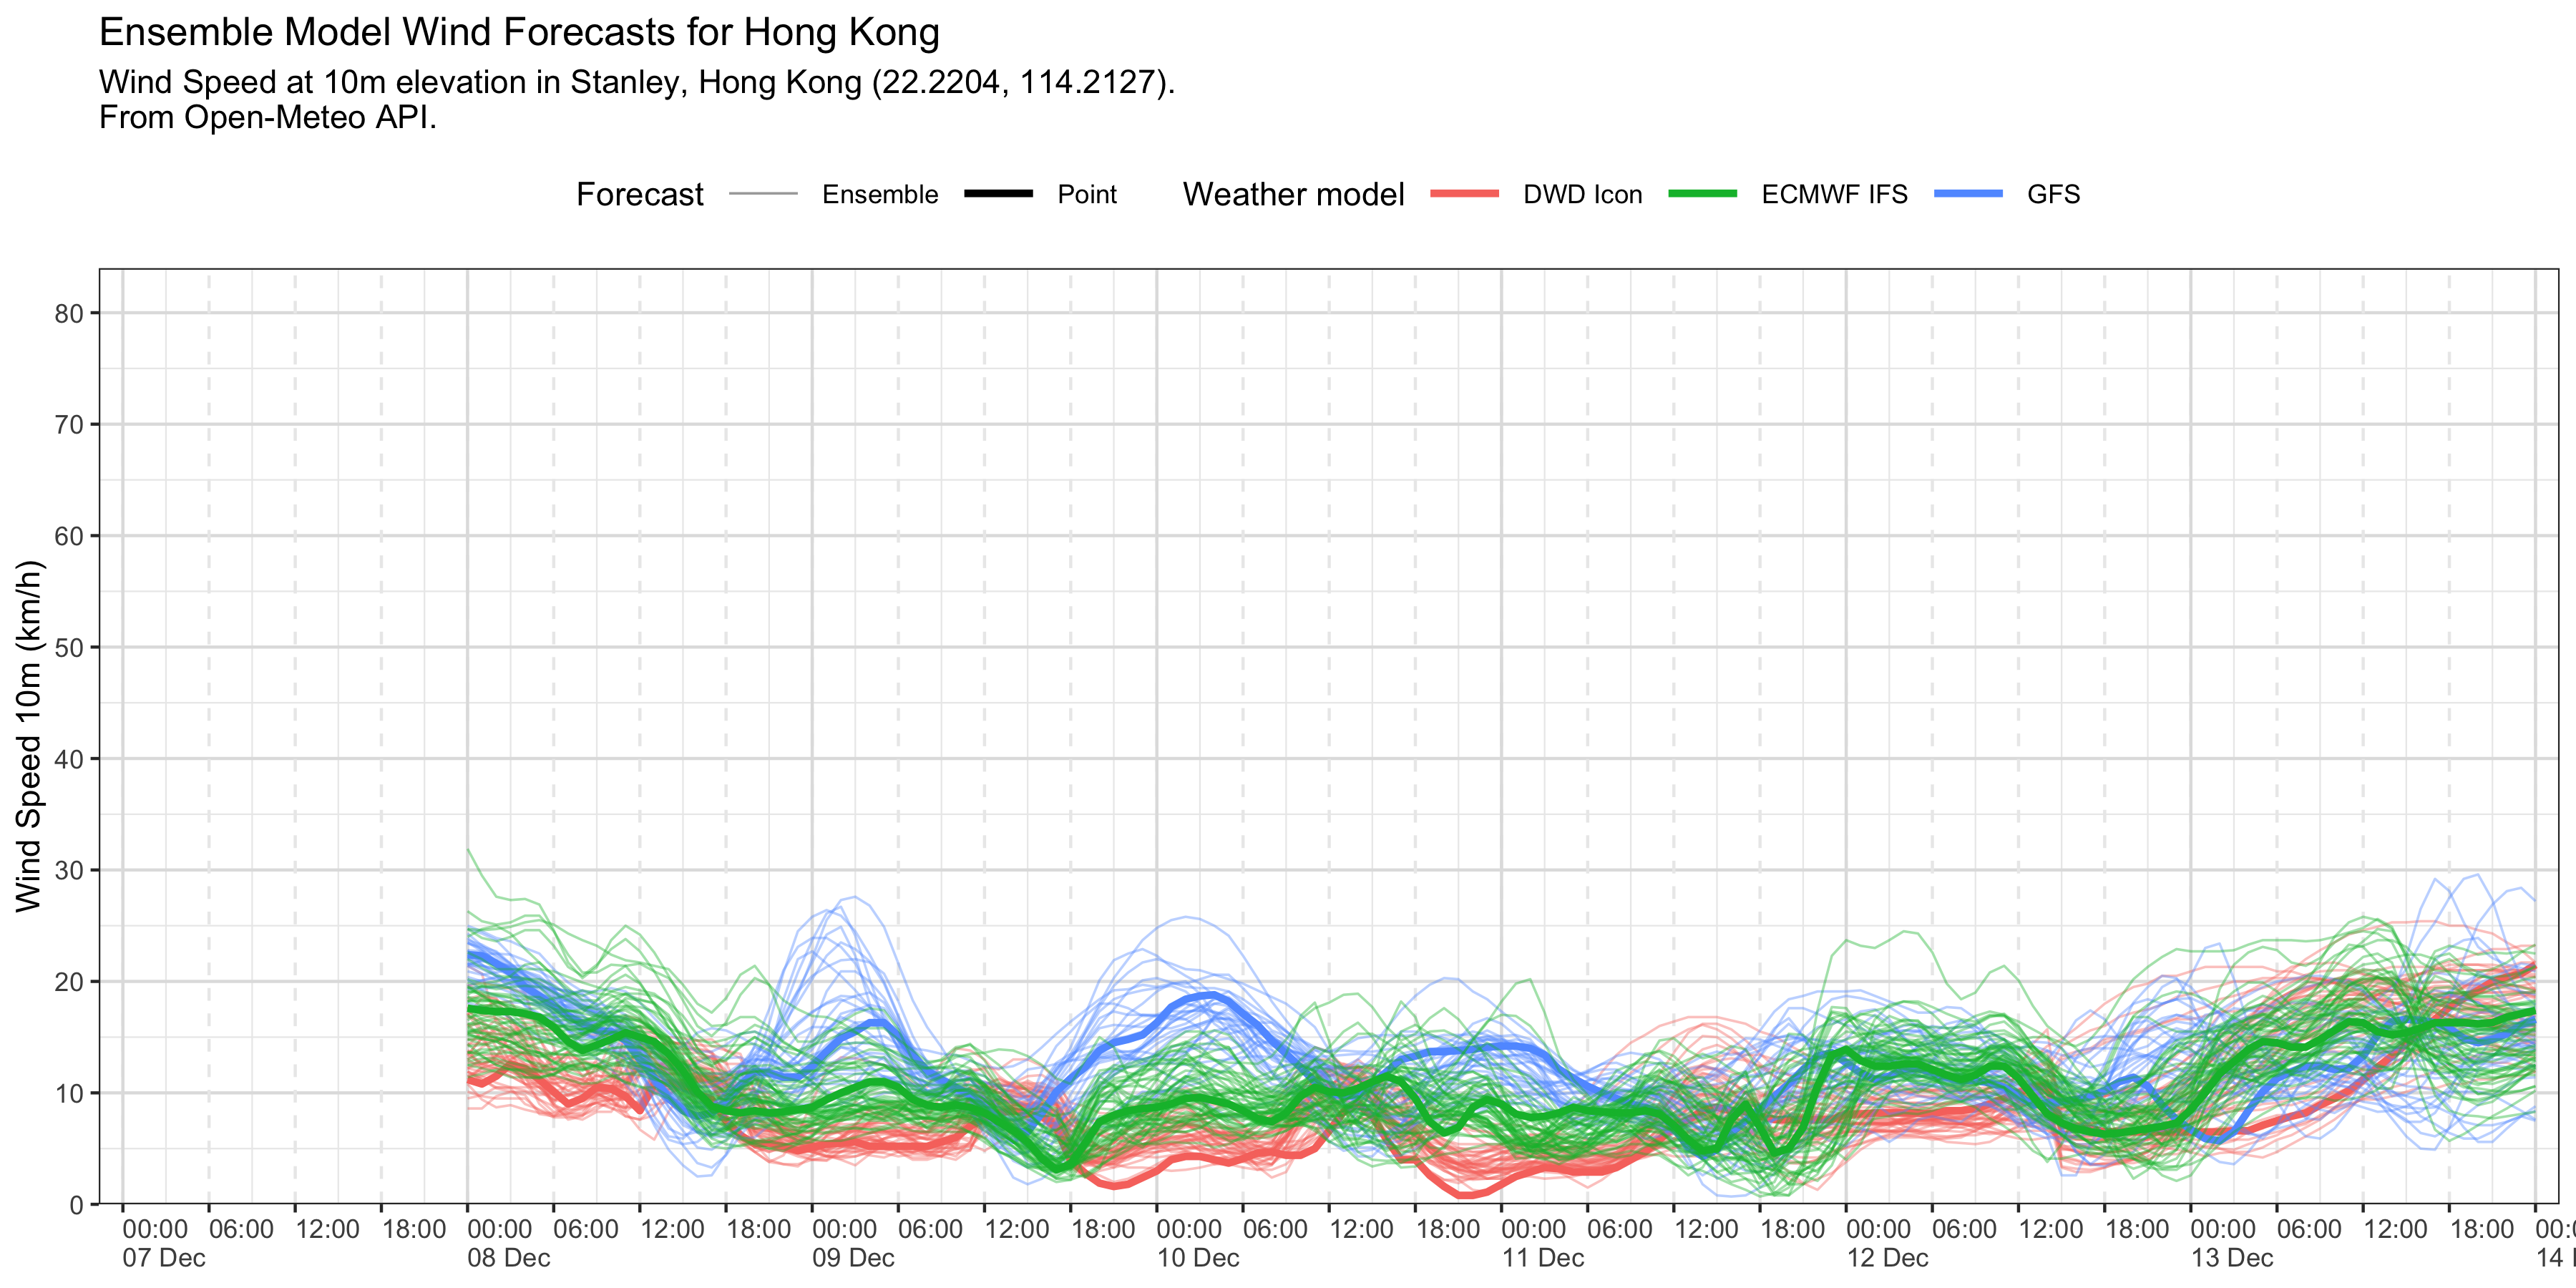 Ensemble Model Wind Forecasts for Hong Kong
Wind Speed at 10m elevation in Stanley, Hong Kong (22.2204, 114.2127).
From Open-Meteo API.
Forecast Ensemble Point Weather model DWD Icon ECMWF IFS GFS
Wind Speed 10m (km/h)
80
70
60
50
40
30
20
10
0
00:00 06:00 12:00 18:00 00:00 06:00 12:00 18:00 00:00 06:00 12:00 18:00 00:00 06:00 12:00 18:00 00:00 06:00 12:00 18:00 00:00 06:00 12:00 18:00 00:00 06:00 12:00 18:00 00:
07 Dec 08 Dec 09 Dec 10 Dec 11 Dec 12 Dec 13 Dec 14